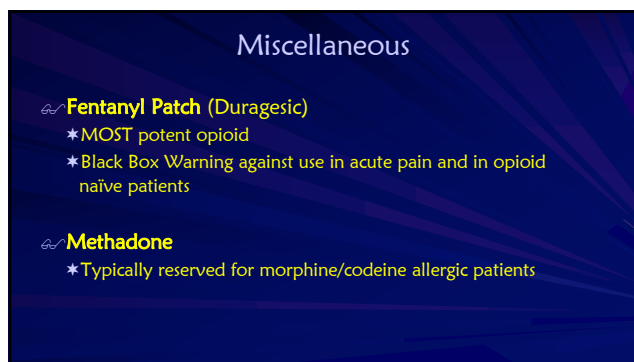 Miscellaneous
Fentanyl Patch (Duragesic)
✶MOST potent opioid
✶Black Box Warning against use in acute pain and in opioid
naïve patients
Methadone
✶Typically reserved for morphine/codeine allergic patients